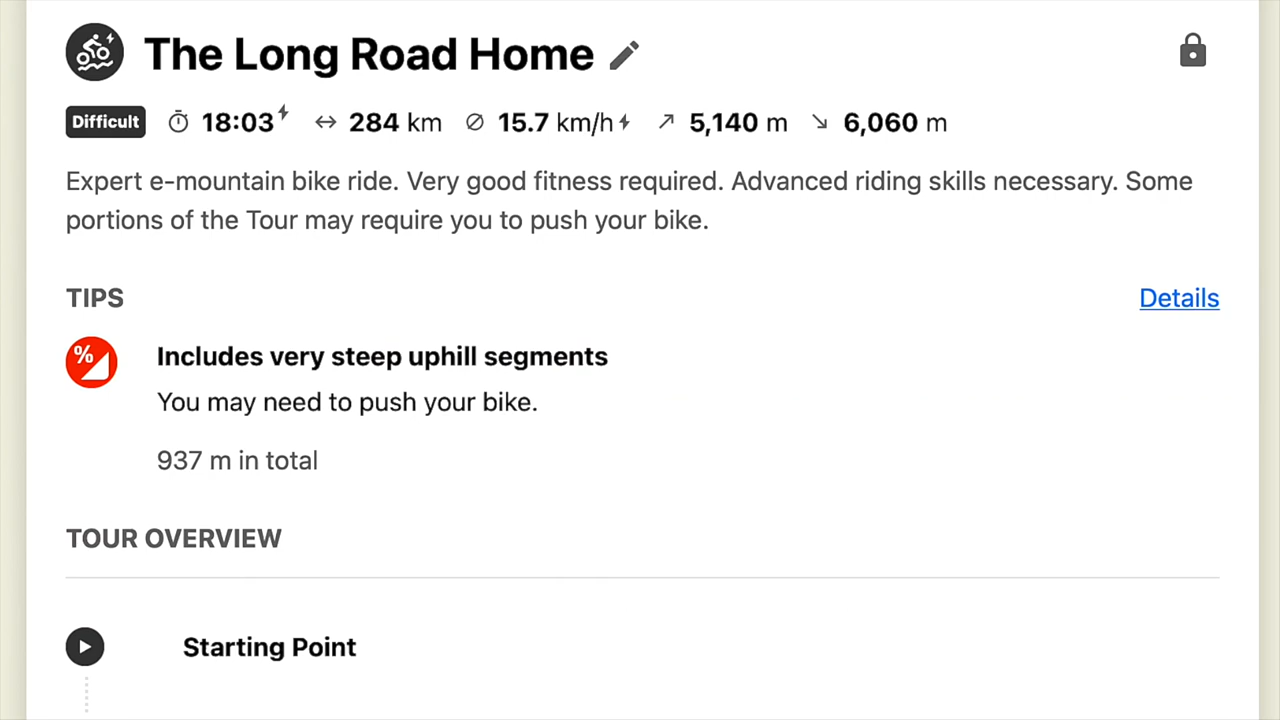 The Long Road Home
Difficult 18:03 284 km 15.7 km/h 5,140 m 6,060 m
Expert e-mountain bike ride. Very good fitness required. Advanced riding skills necessary. Some
portions of the Tour may require you to push your bike.
TIPS Details
% Includes very steep uphill segments
You may need to push your bike.
937 m in total
TOUR OVERVIEW
Starting Point